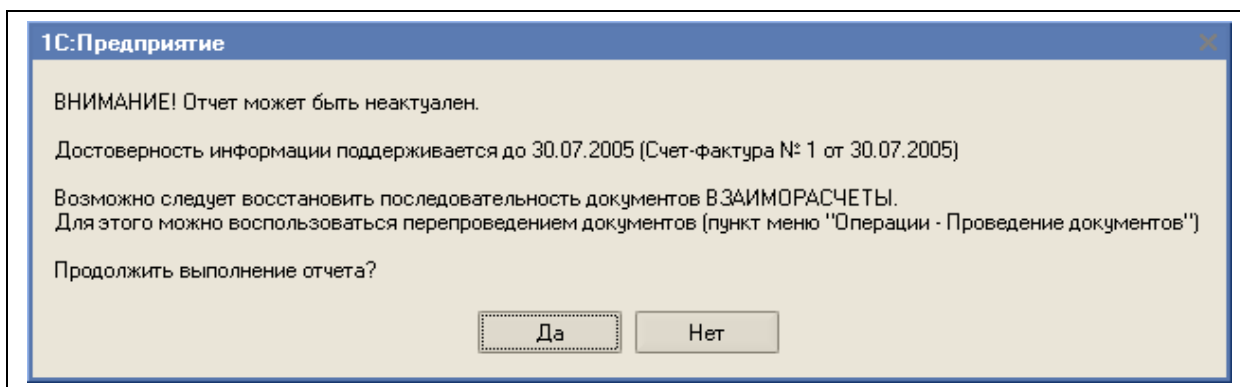 1С:Предприятие
ВНИМАНИЕ! Отчет может быть неактуален.
Достоверность информации поддерживается до 30.07.2005 (Счет-фактура № 1 от 30.07.2005)
Возможно следует восстановить последовательность документов ВЗАИМОРАСЧЕТЫ.
Для этого можно воспользоваться перепроведением документов (пункт меню "Операции - Проведение документов")
Продолжить выполнение отчета?
Да
Нет